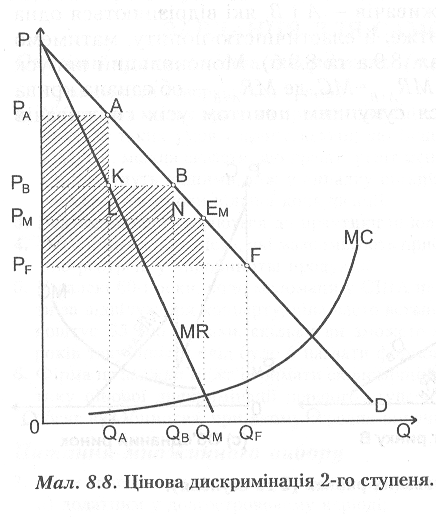 P
P_A
A
P_B
K
B
P_M
L
N
E_M
MC
P_F
F
MR
D
0
Q_A
Q_B
Q_M
Q_F
Q
Мал. 8.8. Цінова дискримінація 2-го ступеня.